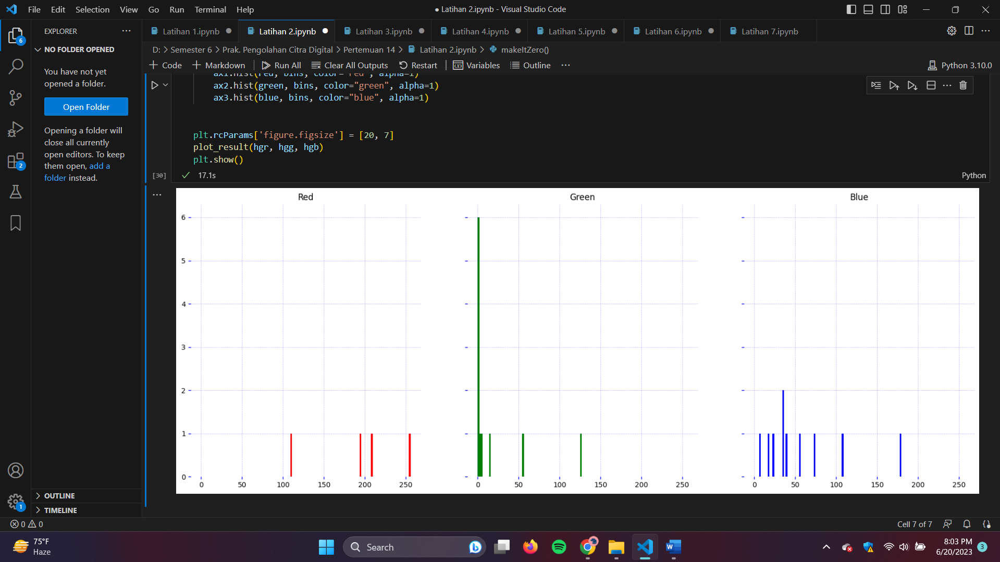 File Edit Selection View Go Run Terminal Help
● Latihan 2.ipynb - Visual Studio Code
EXPLORER
Latihan 1.ipynb
Latihan 2.ipynb
Latihan 3.ipynb
Latihan 4.ipynb
Latihan 5.ipynb
Latihan 6.ipynb
Latihan 7.ipynb
D: > Semester 6 > Prak. Pengolahan Citra Digital > Pertemuan 14 > Latihan 2.ipynb > makeItZero()
+ Code + Markdown Run All Clear All Outputs Restart Variables Outline ...
Python 3.10.0
6
NO FOLDER OPENED
You have not yet
opened a folder.
Open Folder
Opening a folder will
close all currently
open editors. To keep
them open, add a
folder instead.
2
ax1.hist(red, bins, color="red", alpha=1)
ax2.hist(green, bins, color="green", alpha=1)
ax3.hist(blue, bins, color="blue", alpha=1)
plt.rcParams['figure.figsize'] = [20, 7]
plot_result(hgr, hgg, hgb)
plt.show()
[30]
17.1s
Python
Red
Green
Blue
6
5
4
3
2
1
0
0 50 100 150 200 250
0 50 100 150 200 250
0 50 100 150 200 250
OUTLINE
TIMELINE
1
0 0
Cell 7 of 7
75°F
Haze
Search
8:03 PM
6/20/2023
3